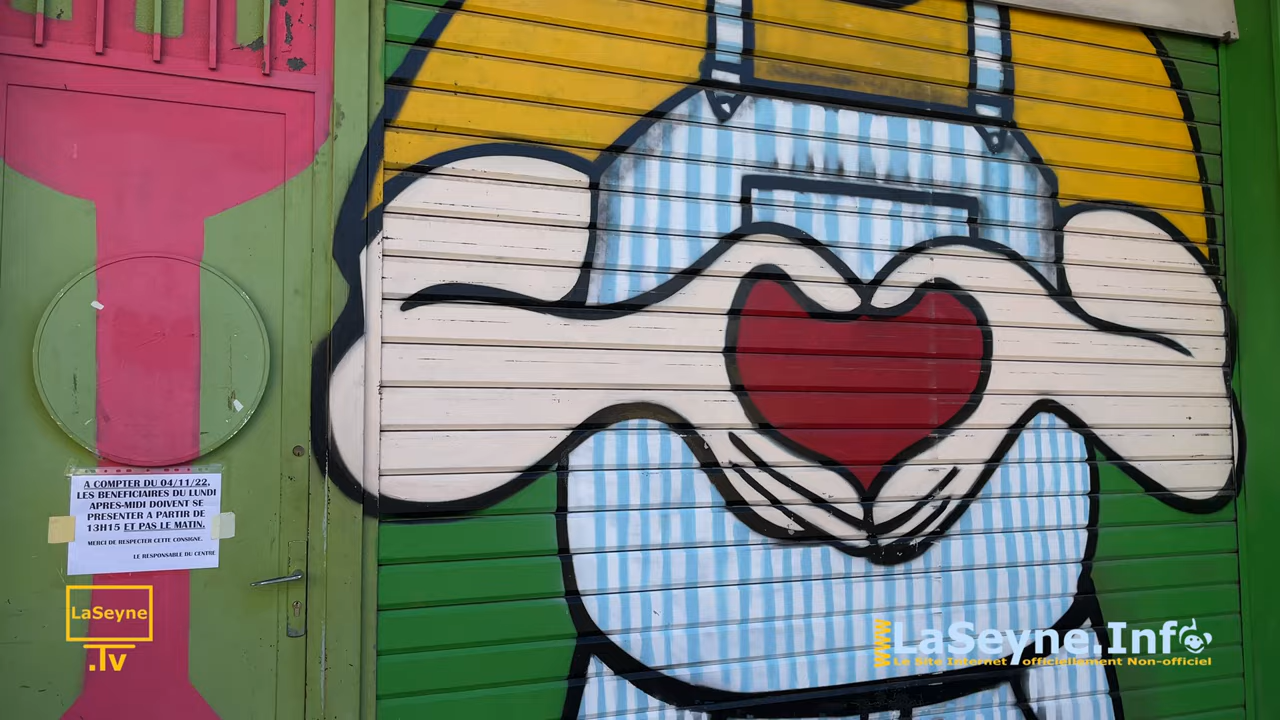 A COMPTER DU 04/11/22,
LES BENEFICIAIRES DU LUNDI
APRES-MIDI DOIVENT SE
PRESENTER A PARTIR DE
13H15 ET PAS LE MATIN.
MERCI DE RESPECTER CETTE CONSIGNE.
LE RESPONSABLE DU CENTRE
LaSeyne
.Tv
www.LaSeyne.Info
Le Site Internet officiellement Non-officiel